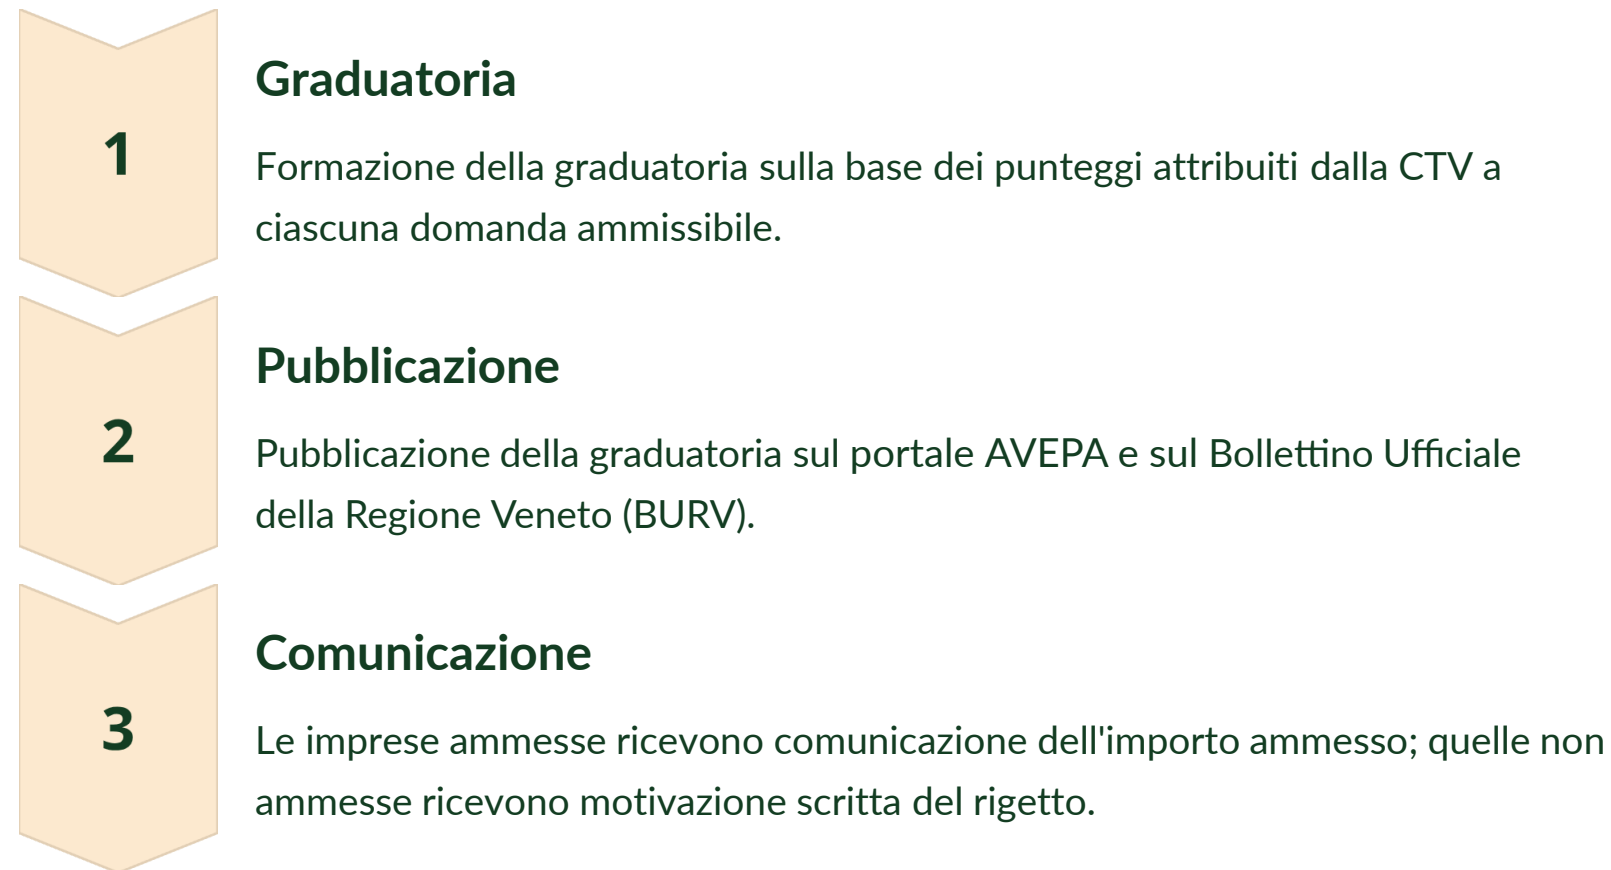 1
Graduatoria
Formazione della graduatoria sulla base dei punteggi attribuiti dalla CTV a
ciascuna domanda ammissibile.
2
Pubblicazione
Pubblicazione della graduatoria sul portale AVEPA e sul Bollettino Ufficiale
della Regione Veneto (BURV).
3
Comunicazione
Le imprese ammesse ricevono comunicazione dell'importo ammesso; quelle non
ammesse ricevono motivazione scritta del rigetto.